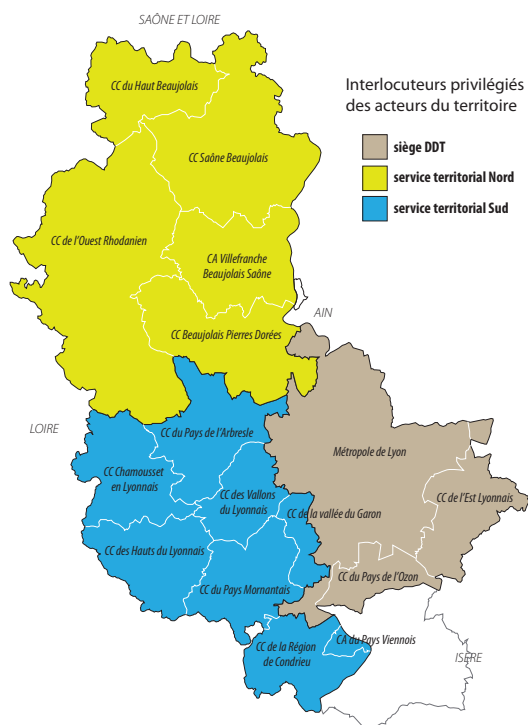 SAÔNE ET LOIRE
CC du Haut Beaujolais
Interlocuteurs privilégiés
des acteurs du territoire
siège DDT
service territorial Nord
service territorial Sud
CC Saône Beaujolais
CC de l'Ouest Rhodanien
CA Villefranche
Beaujolais Saône
AIN
CC Beaujolais Pierres Dorées
LOIRE
CC du Pays de l'Arbresle
Métropole de Lyon
CC Chamousset
en Lyonnais
CC des Vallons
du Lyonnais
CC de l'Est Lyonnais
CC de la vallée du Garon
CC des Hauts du Lyonnais
CC du Pays de l'Ozon
CC du Pays Mornantais
CA du Pays Viennois
CC de la Région
de Condrieu
ISERE